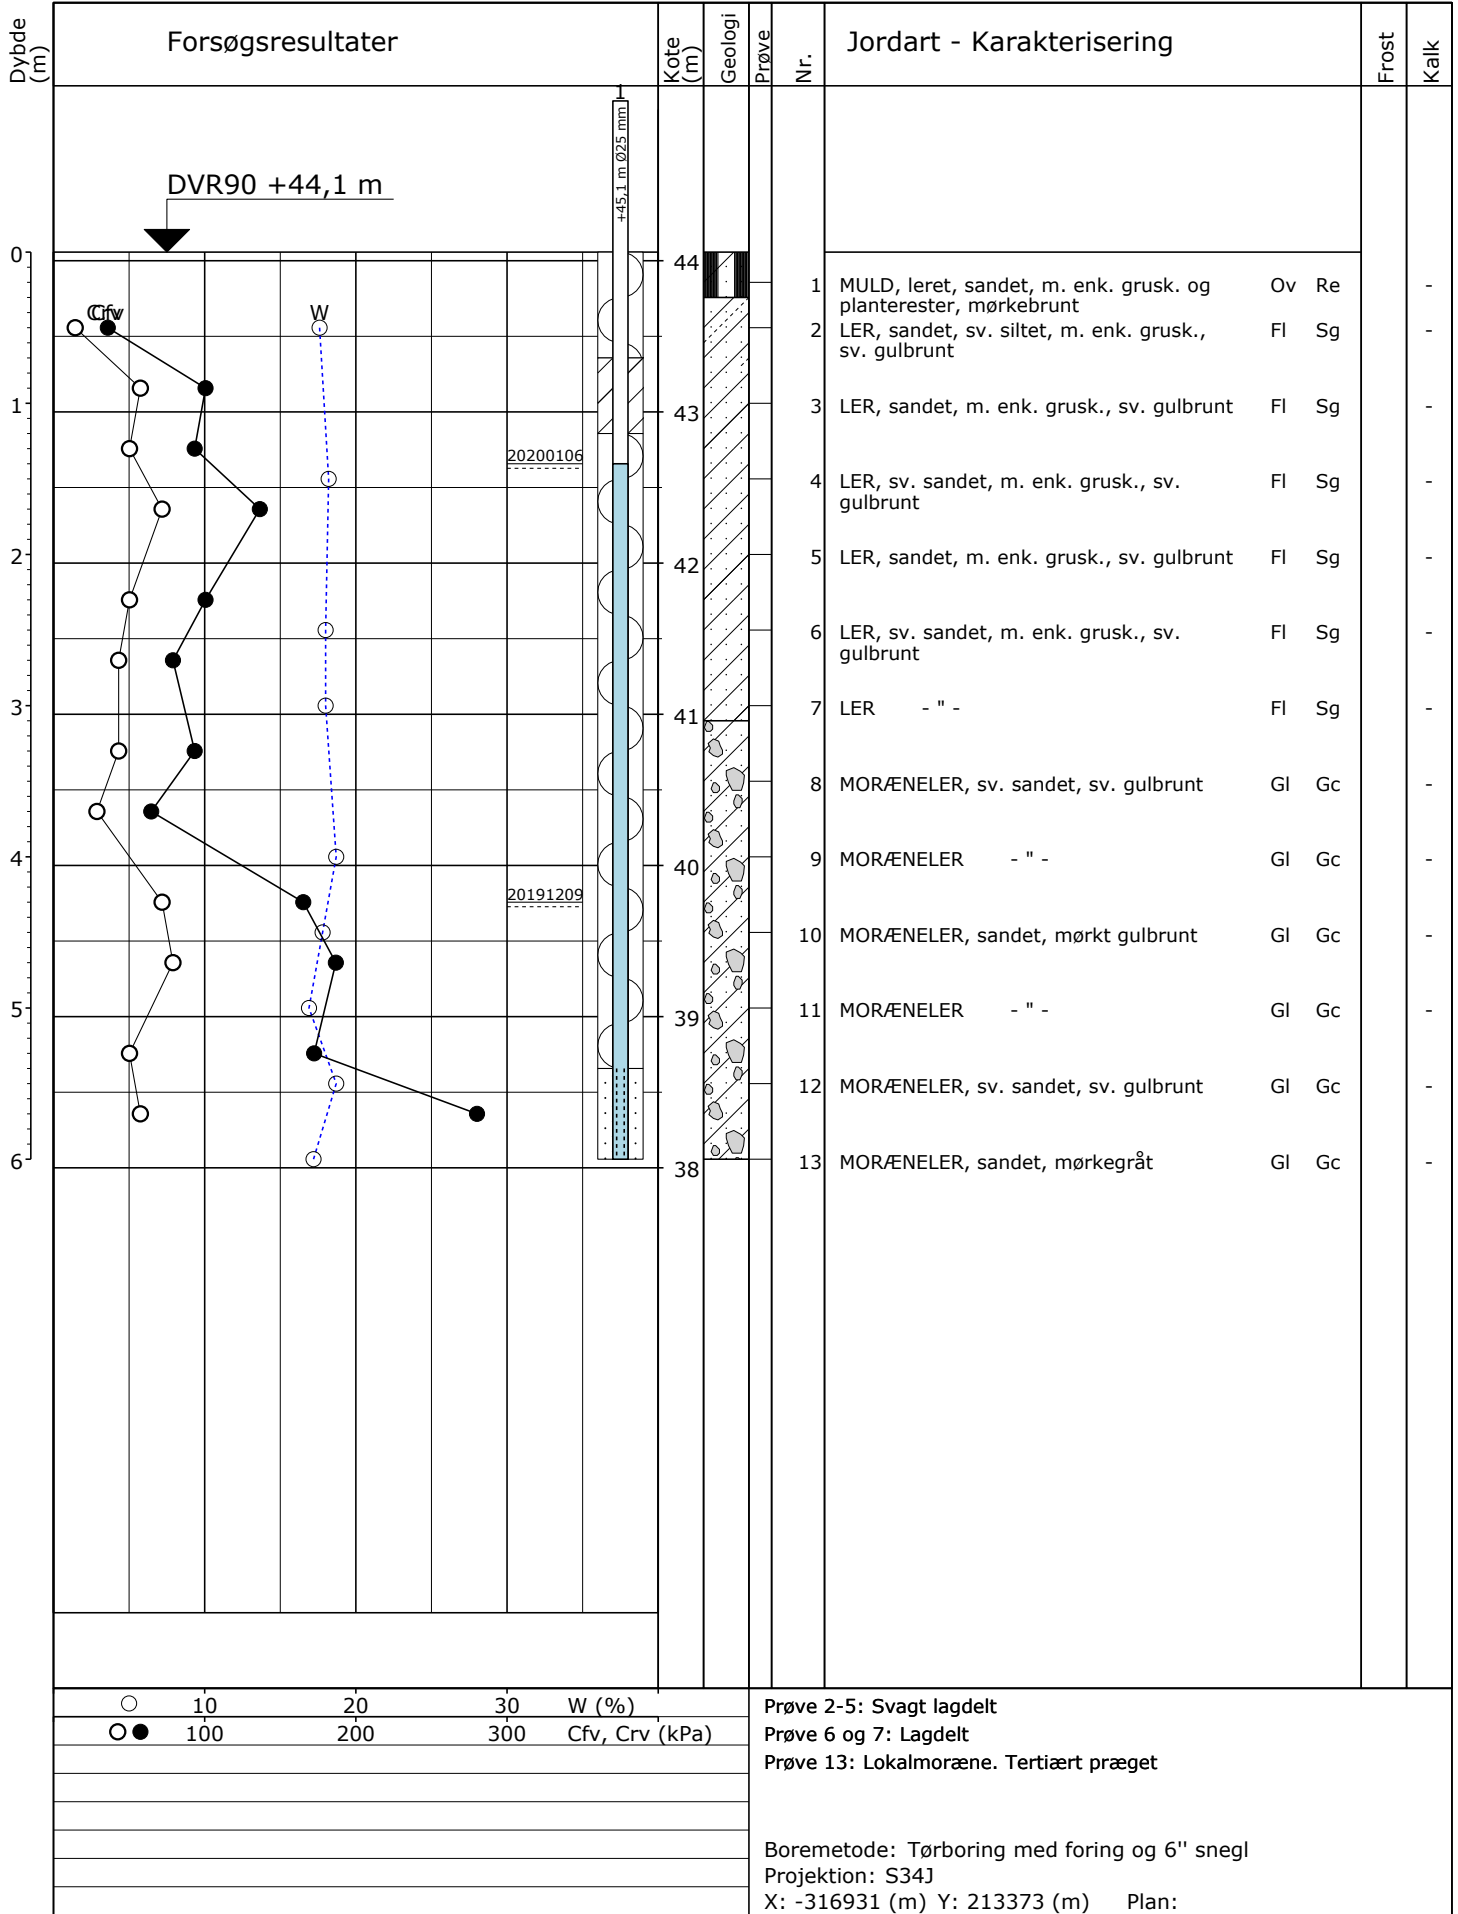 Dybde (m)
Forsøgsresultater
Kote (m)
Geologi
Prøve
Nr.
Jordart - Karakterisering
Frost
Kalk
1
+45,1 m Ø25 mm
DVR90 +44,1 m
0
44
Crv Cfv
W
1 MULD, leret, sandet, m. enk. grusk. og Ov Re -
planterester, mørkebrunt
2 LER, sandet, sv. siltet, m. enk. grusk., Fl Sg -
sv. gulbrunt
1
43
3 LER, sandet, m. enk. grusk., sv. gulbrunt Fl Sg -
20200106
4 LER, sv. sandet, m. enk. grusk., sv. Fl Sg -
gulbrunt
2
42
5 LER, sandet, m. enk. grusk., sv. gulbrunt Fl Sg -
6 LER, sv. sandet, m. enk. grusk., sv. Fl Sg -
gulbrunt
3
41
7 LER - " - Fl Sg -
8 MORÆNELER, sv. sandet, sv. gulbrunt Gl Gc -
4
40
9 MORÆNELER - " - Gl Gc -
20191209
10 MORÆNELER, sandet, mørkt gulbrunt Gl Gc -
5
39
11 MORÆNELER - " - Gl Gc -
12 MORÆNELER, sv. sandet, sv. gulbrunt Gl Gc -
6
38
13 MORÆNELER, sandet, mørkegråt Gl Gc -
10 20 30 W (%)
100 200 300 Cfv, Crv (kPa)
Prøve 2-5: Svagt lagdelt
Prøve 6 og 7: Lagdelt
Prøve 13: Lokalmoræne. Tertiært præget
Boremetode: Tørboring med foring og 6'' snegl
Projektion: S34J
X: -316931 (m) Y: 213373 (m) Plan: